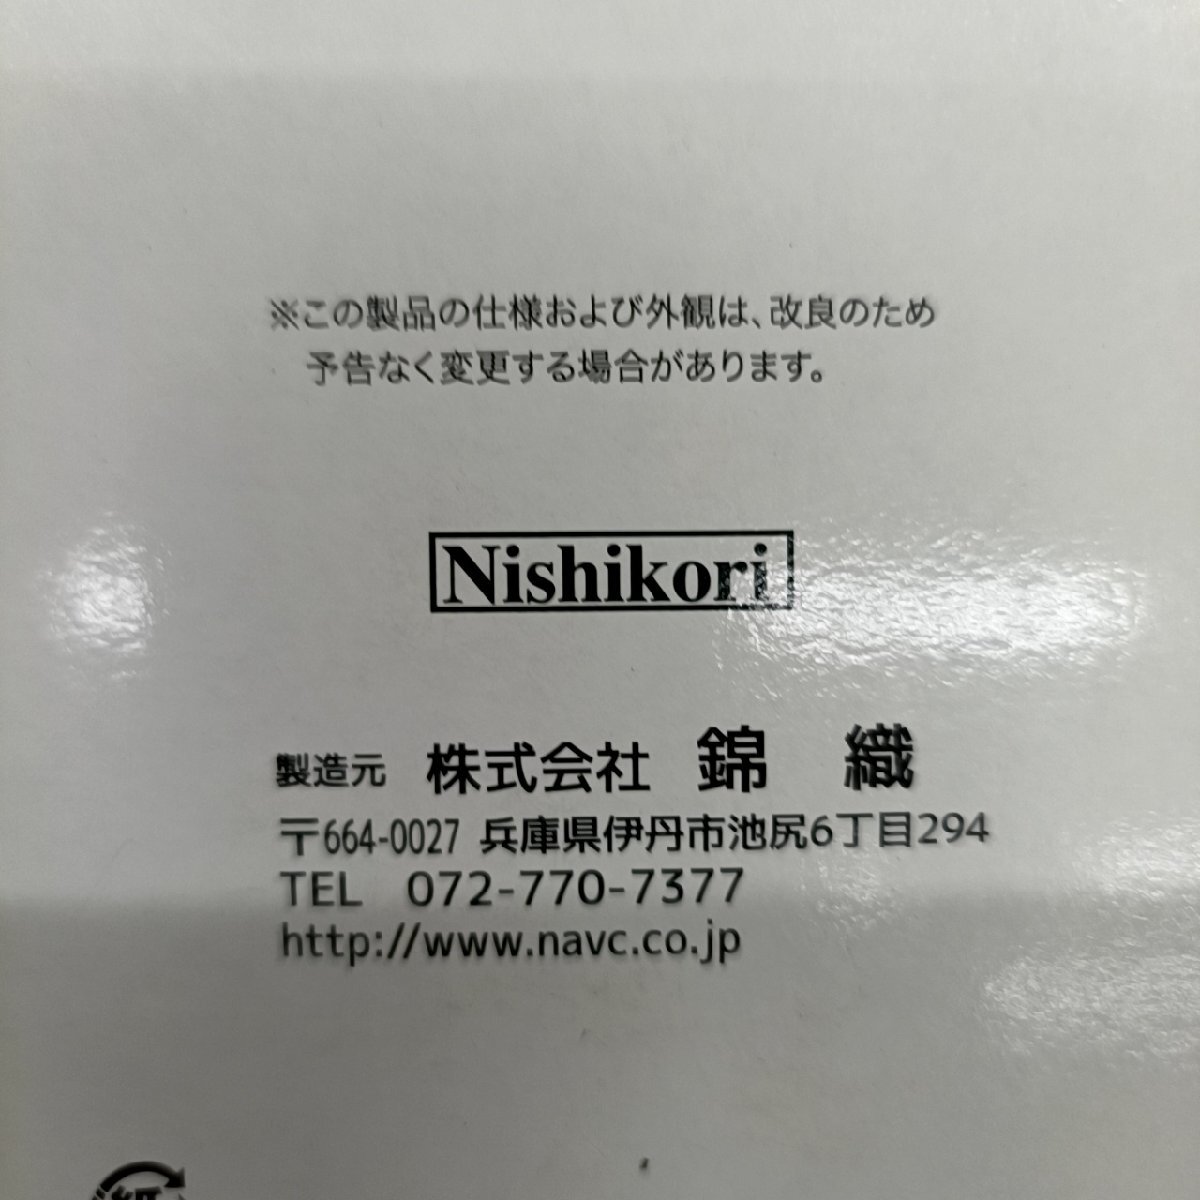 ※この製品の仕様および外観は、改良のため
予告なく変更する場合があります。
Nishikori
製造元 株式会社 錦 織
〒664-0027 兵庫県伊丹市池尻6丁目294
TEL 072-770-7377
http://www.navc.co.jp